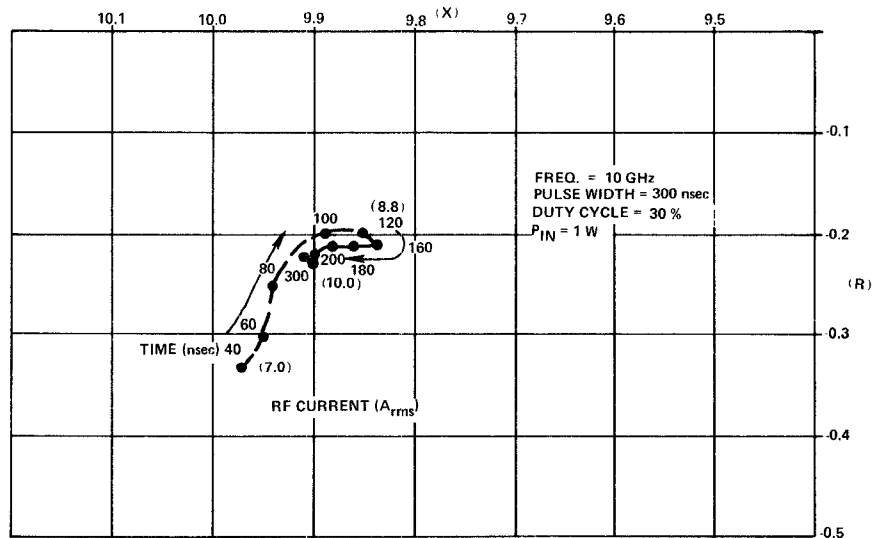 10.1 10.0 9.9 9.8 (X) 9.7 9.6 9.5
-0.1
FREQ. = 10 GHz
PULSE WIDTH = 300 nsec
DUTY CYCLE = 30 %
PIN = 1 W
(8.8)
100 120
-0.2
160
80 300 200 180
(10.0)
(R)
60
-0.3
TIME (nsec) 40
(7.0)
RF CURRENT (Arms)
-0.4
-0.5